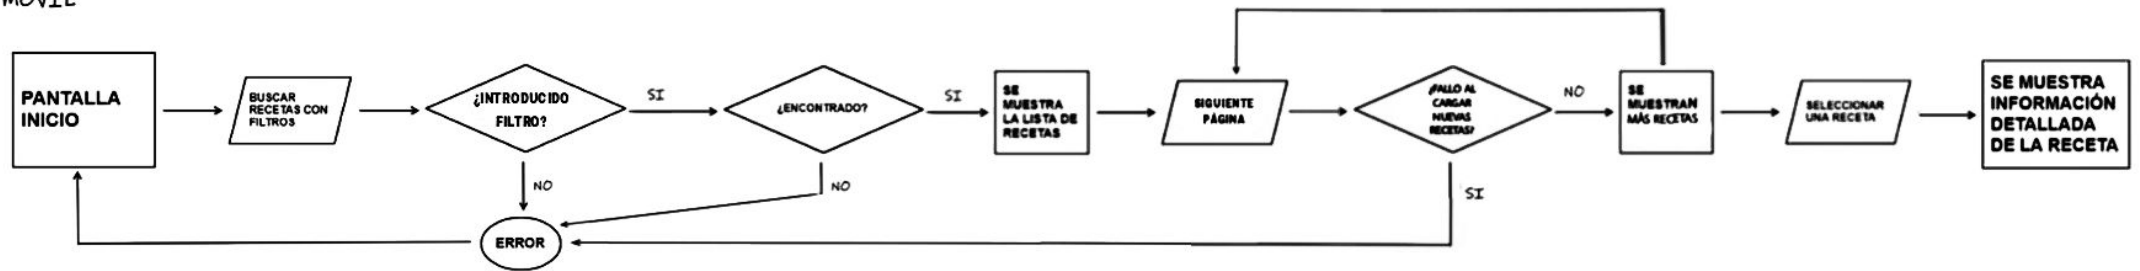 MOVIL
PANTALLA
INICIO
BUSCAR
RECETAS CON
FILTROS
¿INTRODUCIDO
FILTRO?
SI
NO
¿ENCONTRADO?
SI
NO
SE
MUESTRA
LA LISTA DE
RECETAS
SIGUIENTE
PÁGINA
¿FALLO AL
CARGAR
NUEVAS
RECETAS?
NO
SI
SE
MUESTRAN
MÁS RECETAS
SELECCIONAR
UNA RECETA
SE MUESTRA
INFORMACIÓN
DETALLADA
DE LA RECETA
ERROR